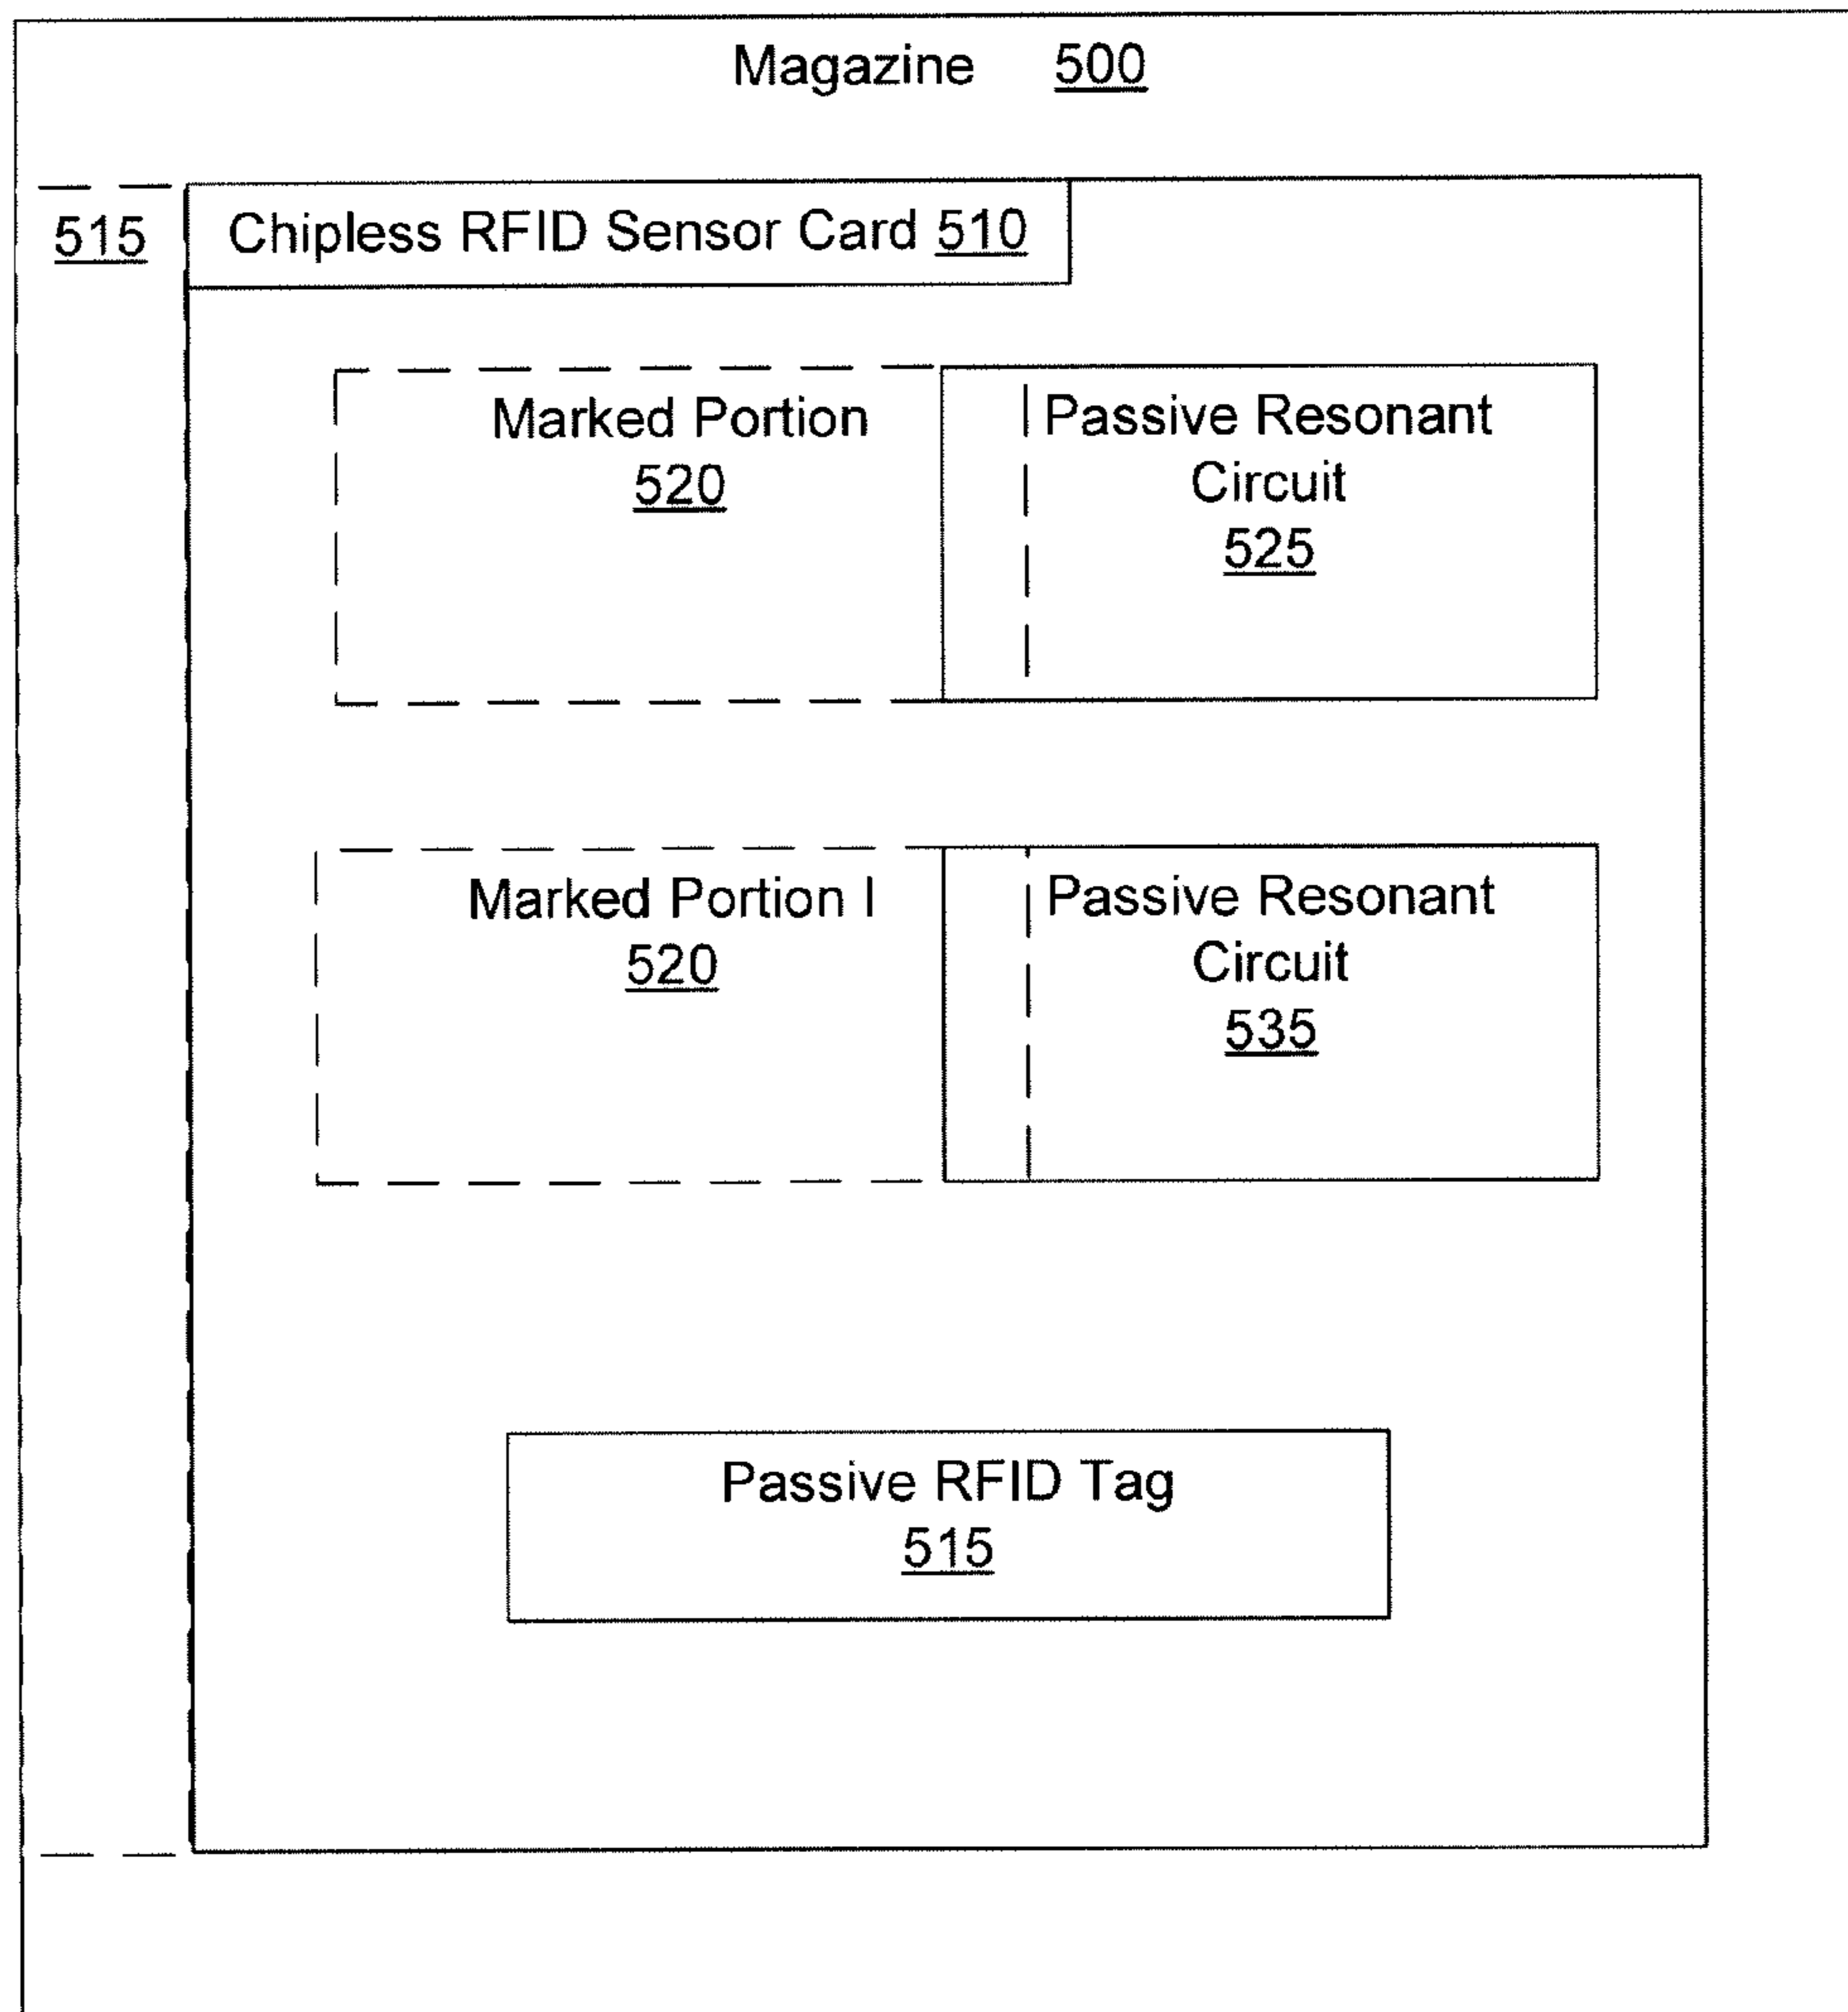 Magazine 500
515
Chipless RFID Sensor Card 510
Marked Portion
520
Passive Resonant
Circuit
525
Marked Portion I
520
Passive Resonant
Circuit
535
Passive RFID Tag
515